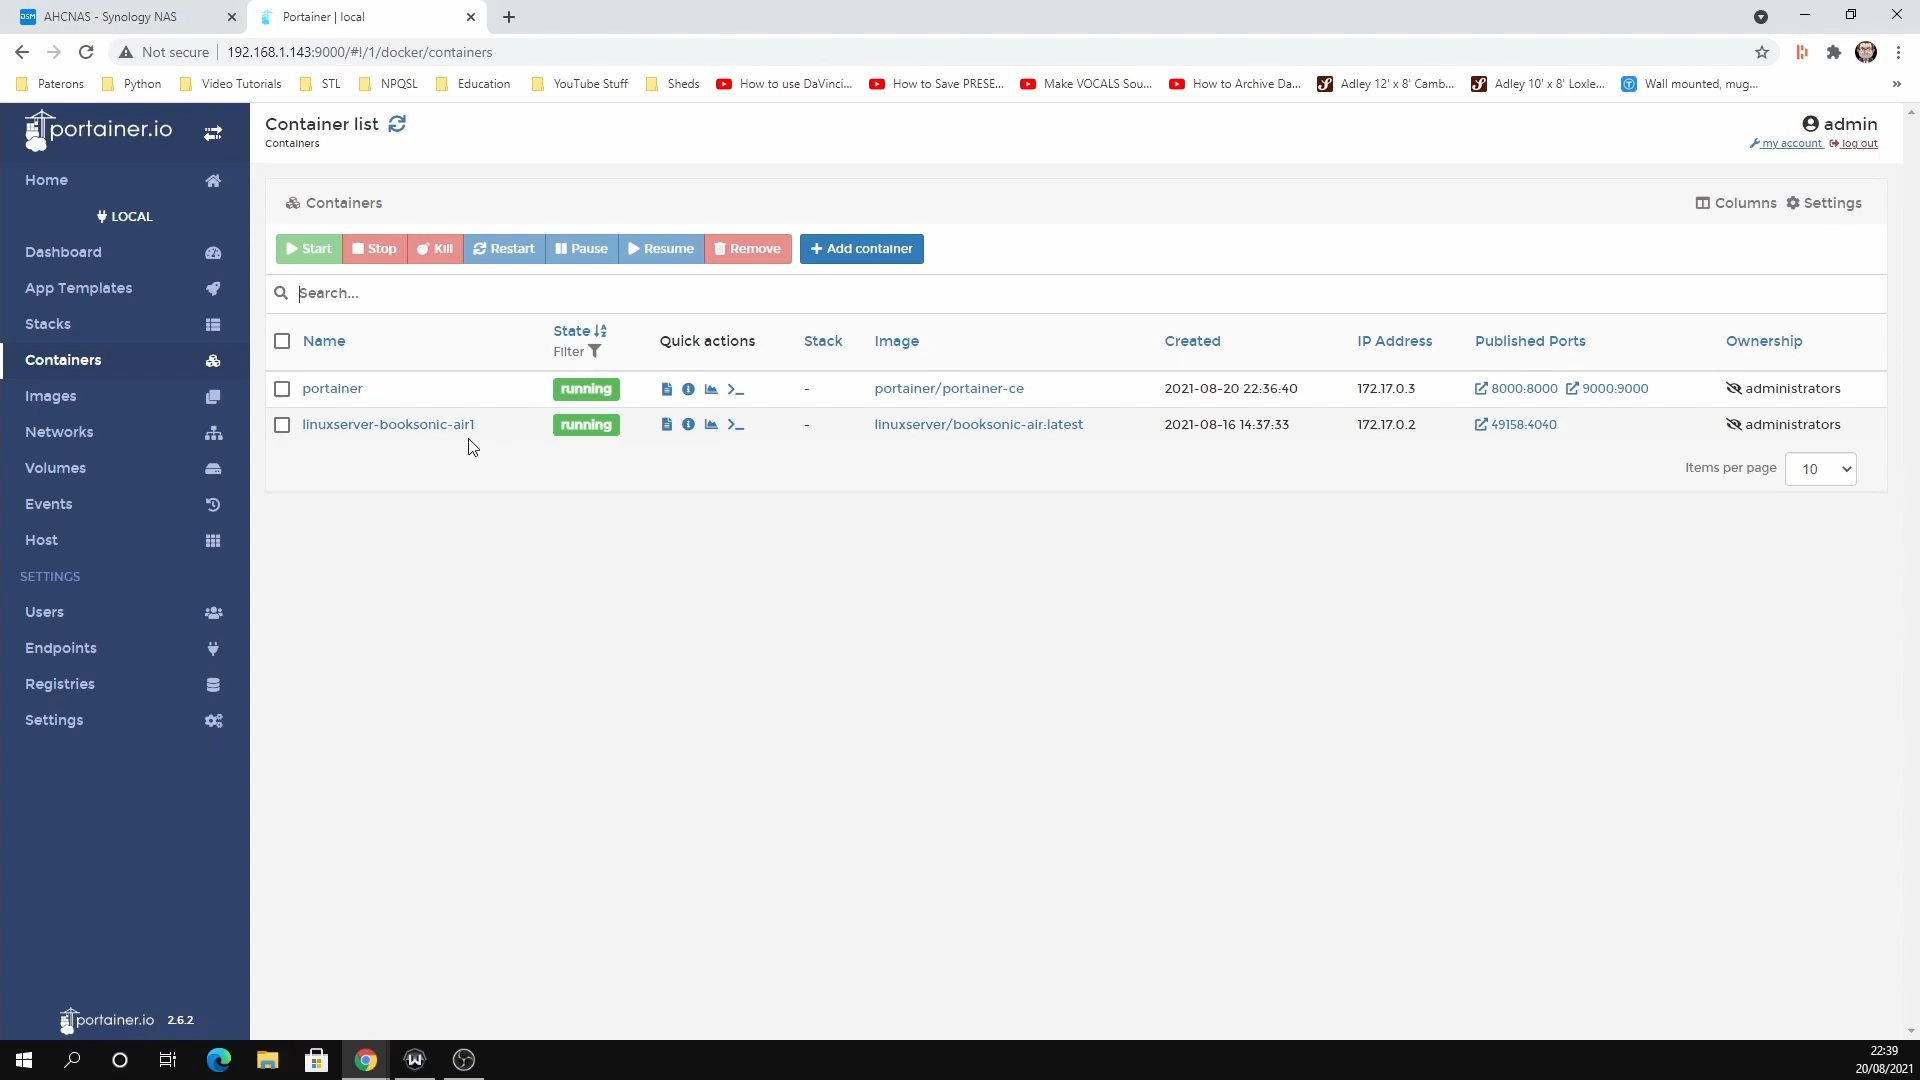 AHCNAS - Synology NAS
Portainer | local
Not secure
192.168.1.143:9000/#!/1/docker/containers
Paterons
Python
Video Tutorials
STL
NPQSL
Education
YouTube Stuff
Sheds
How to use DaVinci...
How to Save PRESE...
Make VOCALS Sou...
How to Archive Da...
Adley 12' x 8' Camb...
Adley 10' x 8' Loxle...
Wall mounted, mug...
»
portainer.io
Home
LOCAL
Dashboard
App Templates
Stacks
Containers
Images
Networks
Volumes
Events
Host
SETTINGS
Users
Endpoints
Registries
Settings
portainer.io 2.6.2
Container list
Containers
admin
my account log out
Containers
Columns Settings
Start Stop Kill Restart Pause Resume Remove + Add container
Search...
Name State Quick actions Stack Image Created IP Address Published Ports Ownership
Filter
portainer running - portainer/portainer-ce 2021-08-20 22:36:40 172.17.0.3 8000:8000 9000:9000 administrators
linuxserver-booksonic-air1 running - linuxserver/booksonic-air:latest 2021-08-16 14:37:33 172.17.0.2 49158:4040 administrators
Items per page 10
22:39
20/08/2021